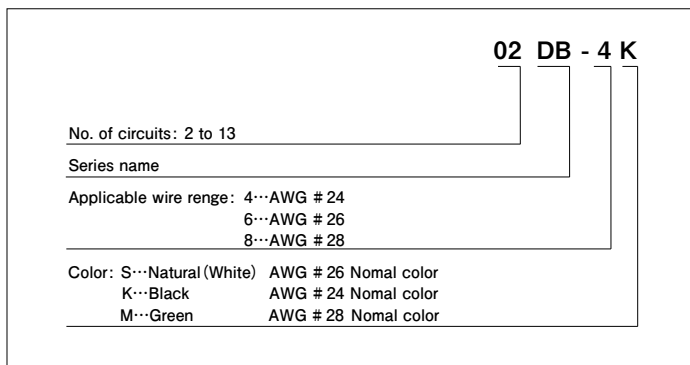 02 DB - 4 K
No. of circuits: 2 to 13
Series name
Applicable wire renge: 4…AWG #24
6…AWG #26
8…AWG #28
Color: S…Natural (White) AWG #26 Nomal color
K…Black AWG #24 Nomal color
M…Green AWG #28 Nomal color